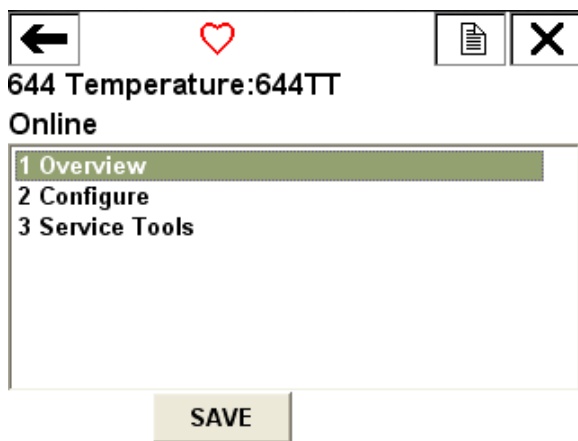 644 Temperature:644TT
Online
1 Overview
2 Configure
3 Service Tools
SAVE